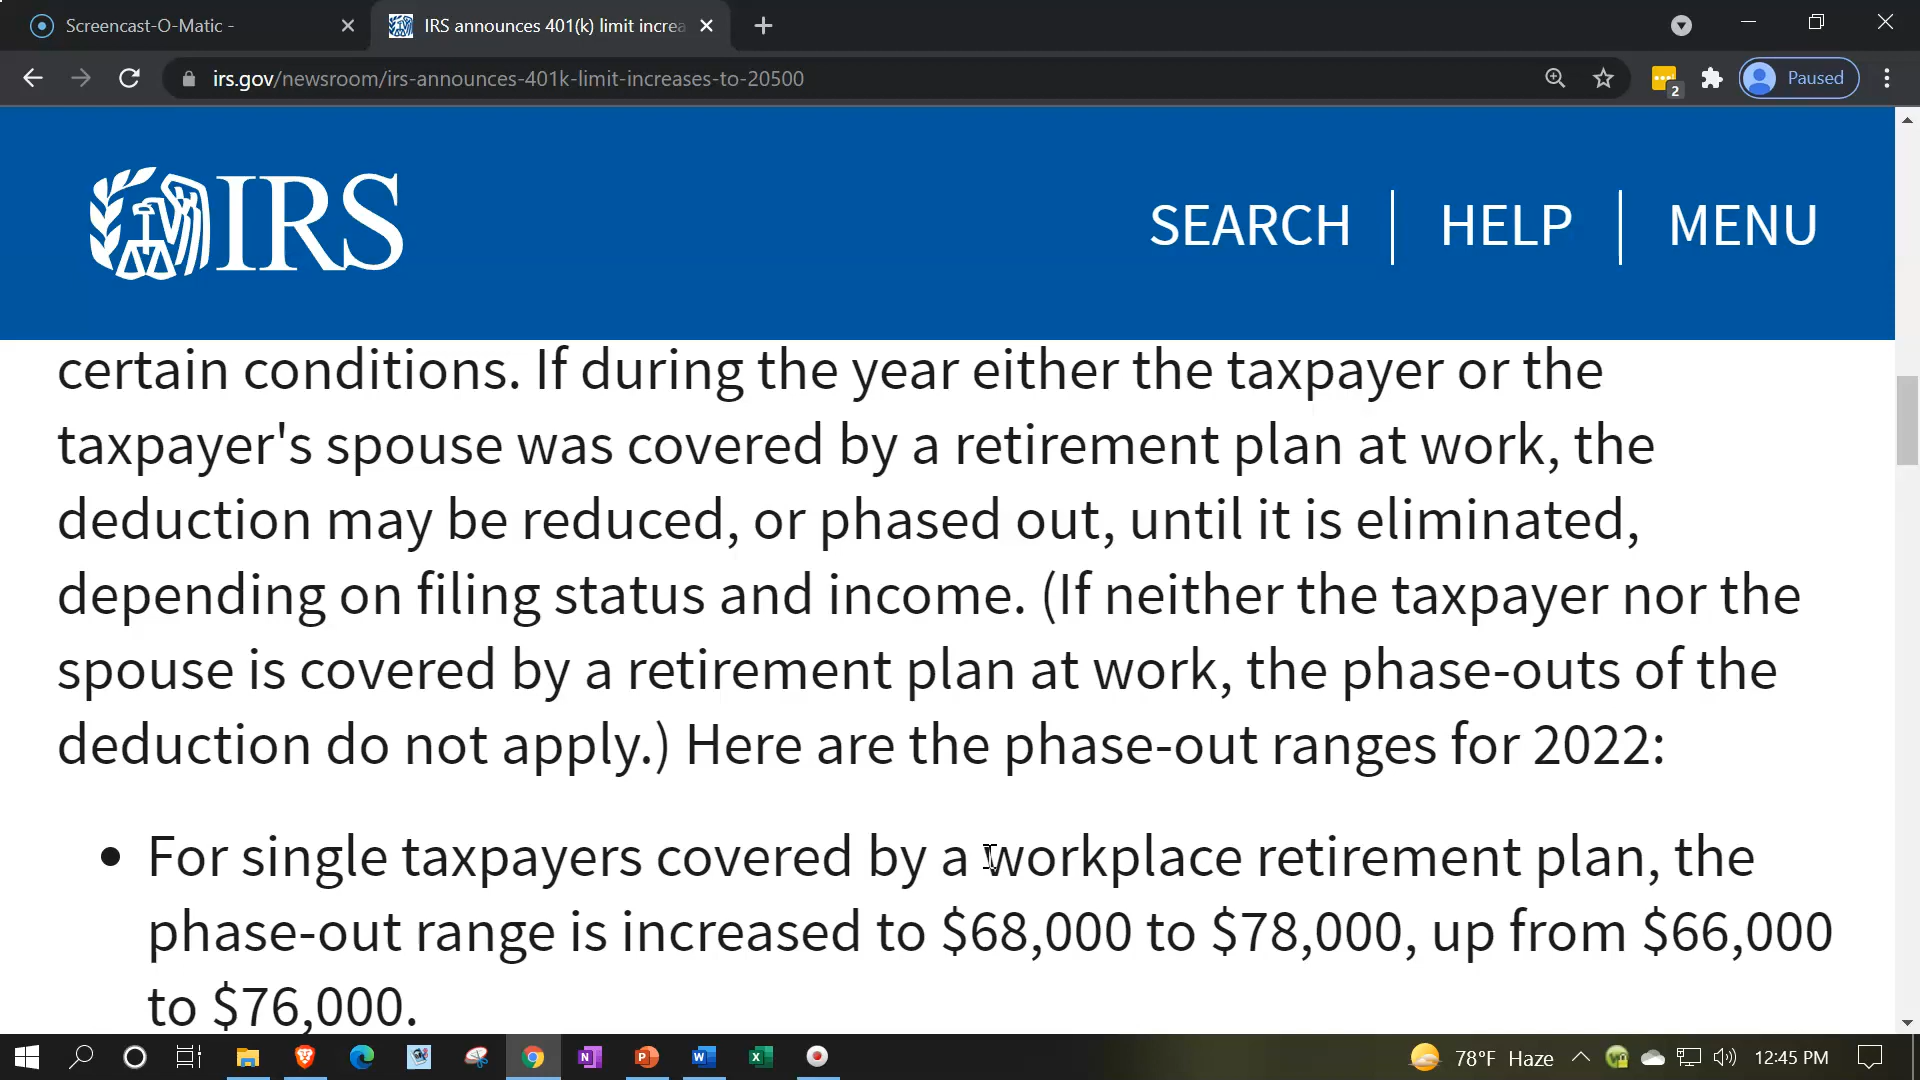 Screencast-O-Matic -
IRS announces 401(k) limit increa
irs.gov/newsroom/irs-announces-401k-limit-increases-to-20500
2
Paused
IRS
SEARCH
HELP
MENU
certain conditions. If during the year either the taxpayer or the
taxpayer's spouse was covered by a retirement plan at work, the
deduction may be reduced, or phased out, until it is eliminated,
depending on filing status and income. (If neither the taxpayer nor the
spouse is covered by a retirement plan at work, the phase-outs of the
deduction do not apply.) Here are the phase-out ranges for 2022:
• For single taxpayers covered by a workplace retirement plan, the
phase-out range is increased to $68,000 to $78,000, up from $66,000
to $76,000.
78°F Haze
12:45 PM